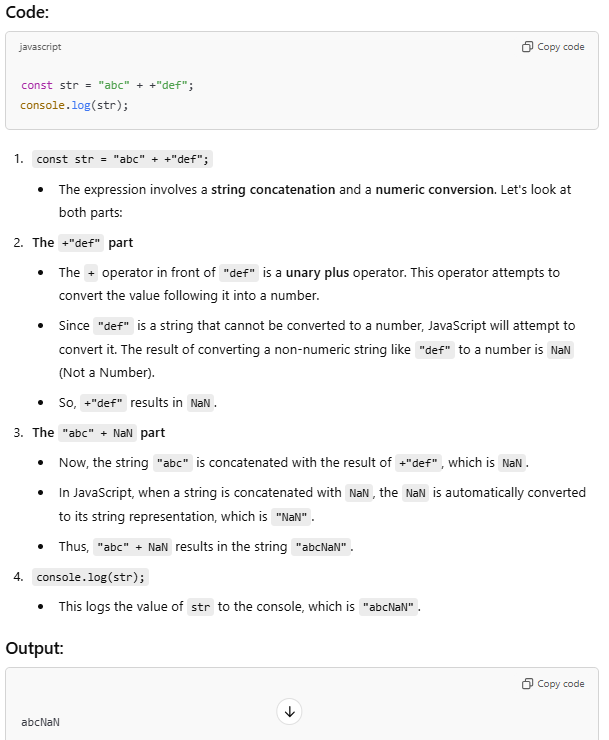 Code:
javascript
Copy code
const str = "abc" + +"def";
console.log(str);
1. const str = "abc" + +"def";
• The expression involves a string concatenation and a numeric conversion. Let's look at
both parts:
2. The +"def" part
• The + operator in front of "def" is a unary plus operator. This operator attempts to
convert the value following it into a number.
• Since "def" is a string that cannot be converted to a number, JavaScript will attempt to
convert it. The result of converting a non-numeric string like "def" to a number is NaN
(Not a Number).
• So, +"def" results in NaN.
3. The "abc" + NaN part
• Now, the string "abc" is concatenated with the result of +"def", which is NaN.
• In JavaScript, when a string is concatenated with NaN, the NaN is automatically converted
to its string representation, which is "NaN".
• Thus, "abc" + NaN results in the string "abcNaN".
4. console.log(str);
• This logs the value of str to the console, which is "abcNaN".
Output:
Copy code
abcNaN